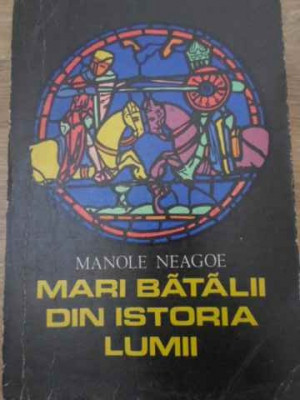 MANOLE NEAGOE
MARI BĂTĂLII
DIN ISTORIA
LUMII